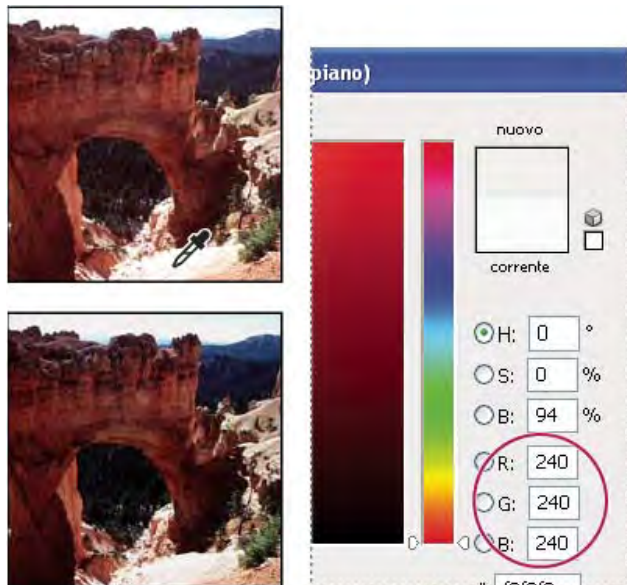 piano)
nuovo
corrente
H: 0 °
S: 0 %
B: 94 %
R: 240
G: 240
B: 240